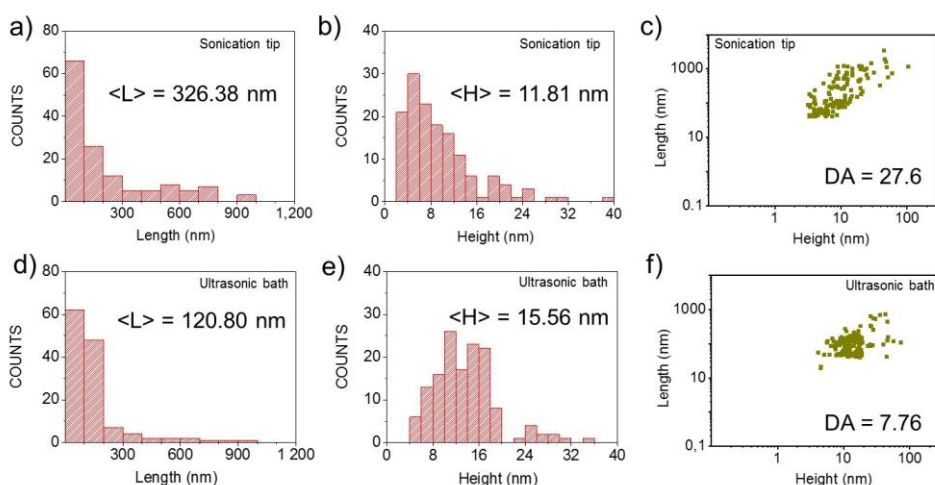 a)
80
60
40
20
0
COUNTS
Sonication tip
<L> = 326.38 nm
300
600
900
1,200
Length (nm)
b)
40
30
20
10
0
COUNTS
Sonication tip
<H> = 11.81 nm
0
8
16
24
32
40
Height (nm)
c)
Sonication tip
1000
10
0.1
Length (nm)
DA = 27.6
1
10
100
Height (nm)
d)
80
60
40
20
0
COUNTS
Ultrasonic bath
<L> = 120.80 nm
300
600
900
1 200
Length (nm)
e)
40
30
20
10
0
COUNTS
Ultrasonic bath
<H> = 15.56 nm
0
8
16
24
32
40
Height (nm)
f)
Ultrasonic bath
1000
100
0,1
Length (nm)
DA = 7.76
1
10
100
Height (nm)